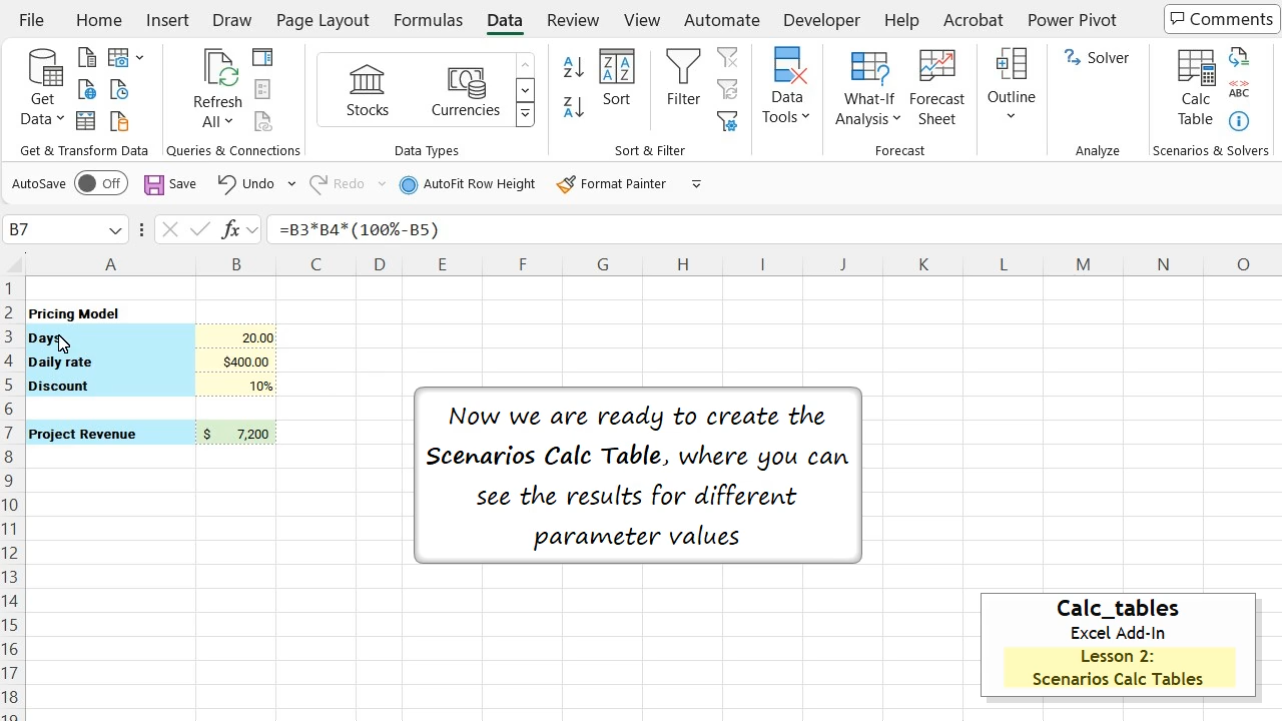 File Home Insert Draw Page Layout Formulas Data Review View Automate Developer Help Acrobat Power Pivot Comments
Get Data
Refresh All
Stocks Currencies
Sort
Filter
Data Tools
What-If Analysis
Forecast Sheet
Outline
Solver
Calc Table
ABC
Get & Transform Data Queries & Connections Data Types Sort & Filter Forecast Analyze Scenarios & Solvers
AutoSave Off Save Undo Redo AutoFit Row Height Format Painter
B7 fx =B3*B4*(100%-B5)
A B C D E F G H I J K L M N O
1
2 Pricing Model
3 Days 20.00
4 Daily rate $400.00
5 Discount 10%
6
7 Project Revenue $ 7,200
8
9
10
11
12
13
14
15
16
17
18
19
Now we are ready to create the
Scenarios Calc Table, where you can
see the results for different
parameter values
Calc_tables
Excel Add-In
Lesson 2:
Scenarios Calc Tables